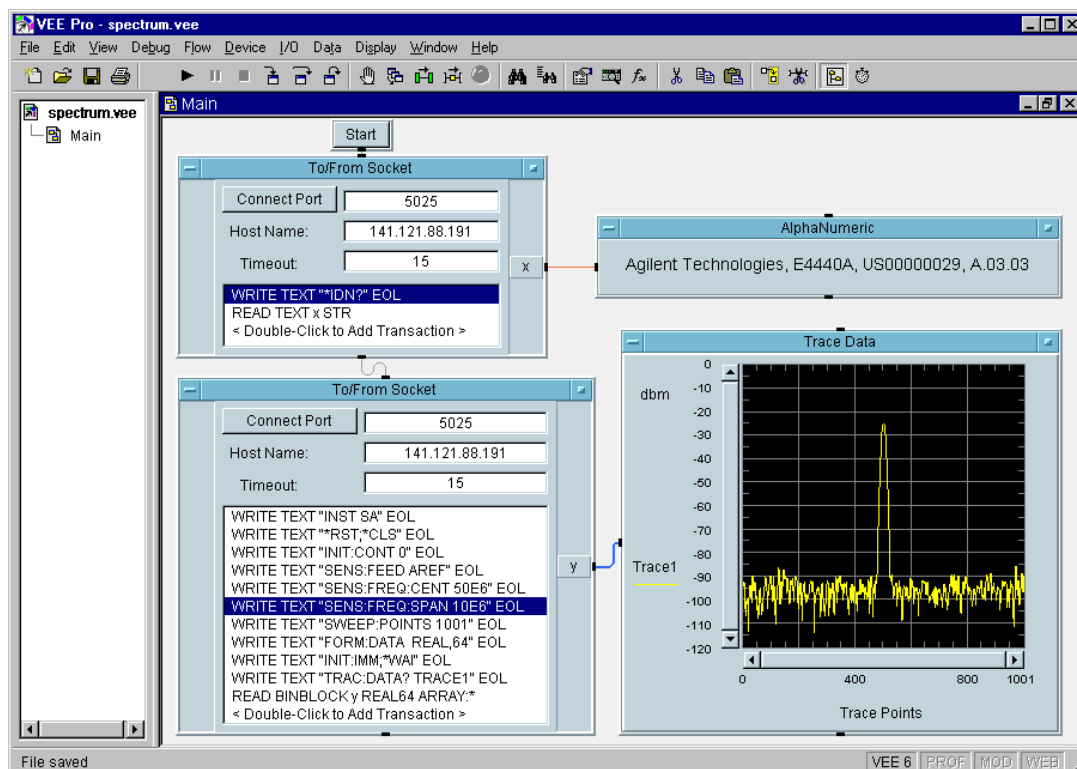 VEE Pro - spectrum.vee
File Edit View Debug Flow Device I/O Data Display Window Help
spectrum.vee
Main
Main
Start
To/From Socket
Connect Port
5025
Host Name:
141.121.88.191
Timeout:
15
x
WRITE TEXT "*IDN?" EOL
READ TEXT x STR
< Double-Click to Add Transaction >
AlphaNumeric
Agilent Technologies, E4440A, US00000029, A.03.03
To/From Socket
Connect Port
5025
Host Name:
141.121.88.191
Timeout:
15
y
WRITE TEXT "INST SA" EOL
WRITE TEXT "*RST;*CLS" EOL
WRITE TEXT "INIT:CONT 0" EOL
WRITE TEXT "SENS:FEED AREF" EOL
WRITE TEXT "SENS:FREQ:CENT 50E6" EOL
WRITE TEXT "SENS:FREQ:SPAN 10E6" EOL
WRITE TEXT "SWEEP:POINTS 1001" EOL
WRITE TEXT "FORM:DATA REAL,64" EOL
WRITE TEXT "INIT:IMM;*WAI" EOL
WRITE TEXT "TRAC:DATA? TRACE1" EOL
READ BINBLOCK y REAL64 ARRAY:*
< Double-Click to Add Transaction >
Trace Data
dbm
Trace1
0
-10
-20
-30
-40
-50
-60
-70
-80
-90
-100
-110
-120
0 400 800 1001
Trace Points
File saved
VEE 6 PROF MOD WEB